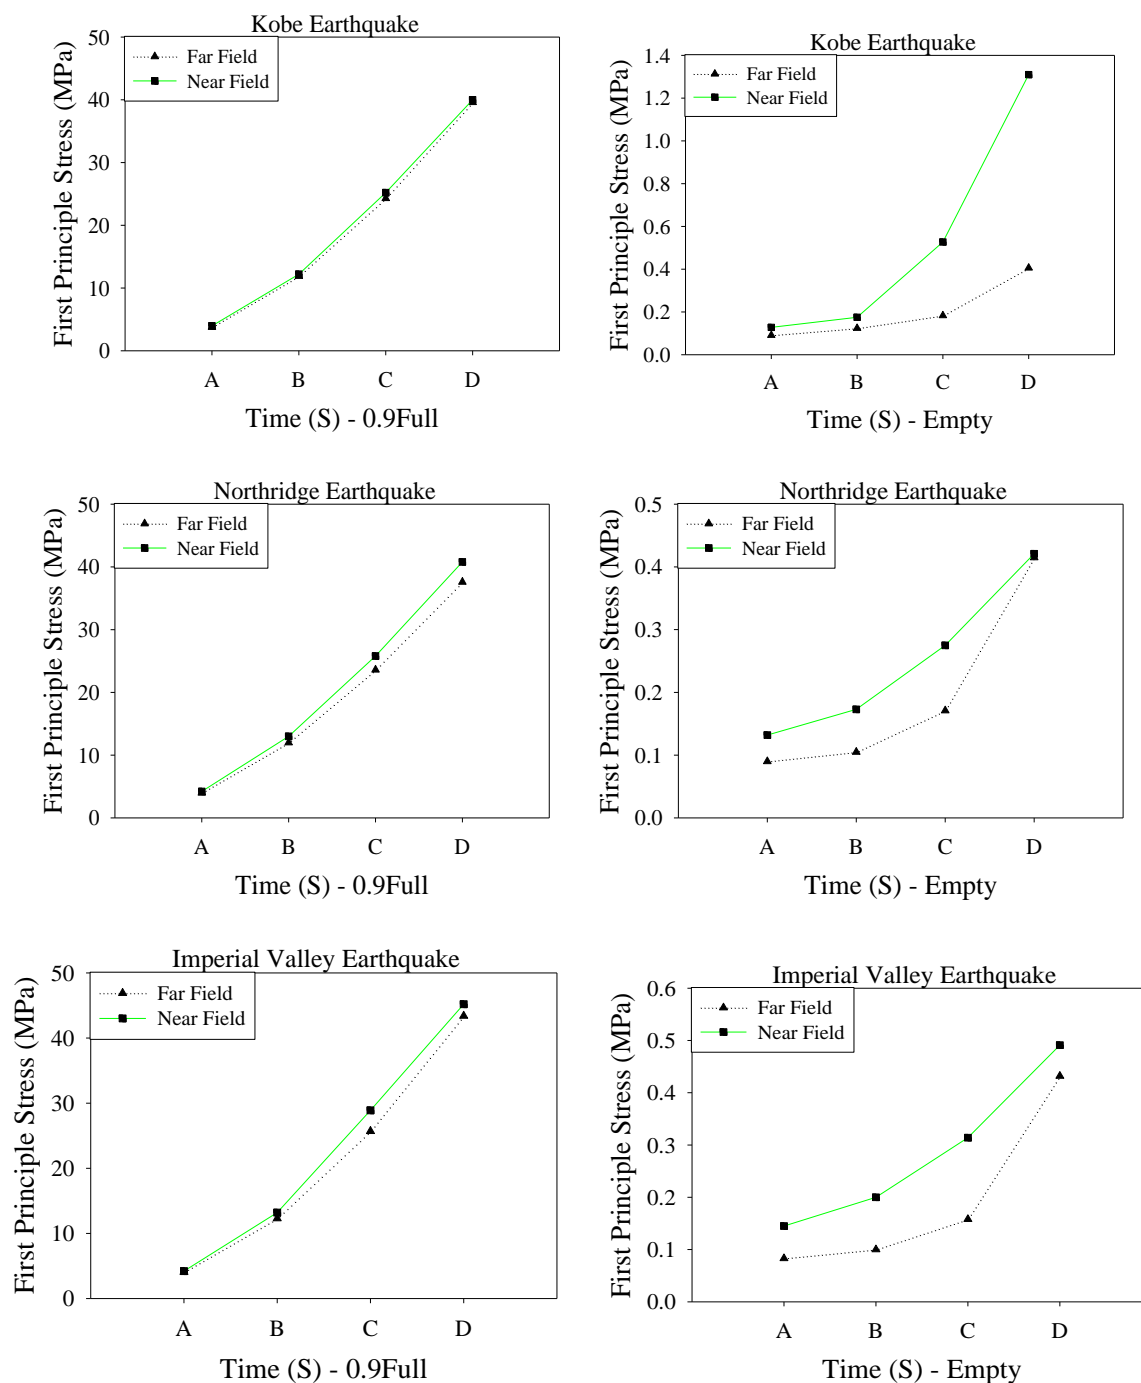 Kobe Earthquake
First Principle Stress (MPa)
50
40
30
20
10
0
Far Field
Near Field
A B C D
Time (S) - 0.9Full
Kobe Earthquake
First Principle Stress (MPa)
1.4
1.2
1.0
0.8
0.6
0.4
0.2
0.0
Far Field
Near Field
A B C D
Time (S) - Empty
Northridge Earthquake
First Principle Stress (MPa)
50
40
30
20
10
0
Far Field
Near Field
A B C D
Time (S) - 0.9Full
Northridge Earthquake
First Principle Stress (MPa)
0.5
0.4
0.3
0.2
0.1
0.0
Far Field
Near Field
A B C D
Time (S) - Empty
Imperial Valley Earthquake
First Principle Stress (MPa)
50
40
30
20
10
0
Far Field
Near Field
A B C D
Time (S) - 0.9Full
Imperial Valley Earthquake
First Principle Stress (MPa)
0.6
0.5
0.4
0.3
0.2
0.1
0.0
Far Field
Near Field
A B C D
Time (S) - Empty